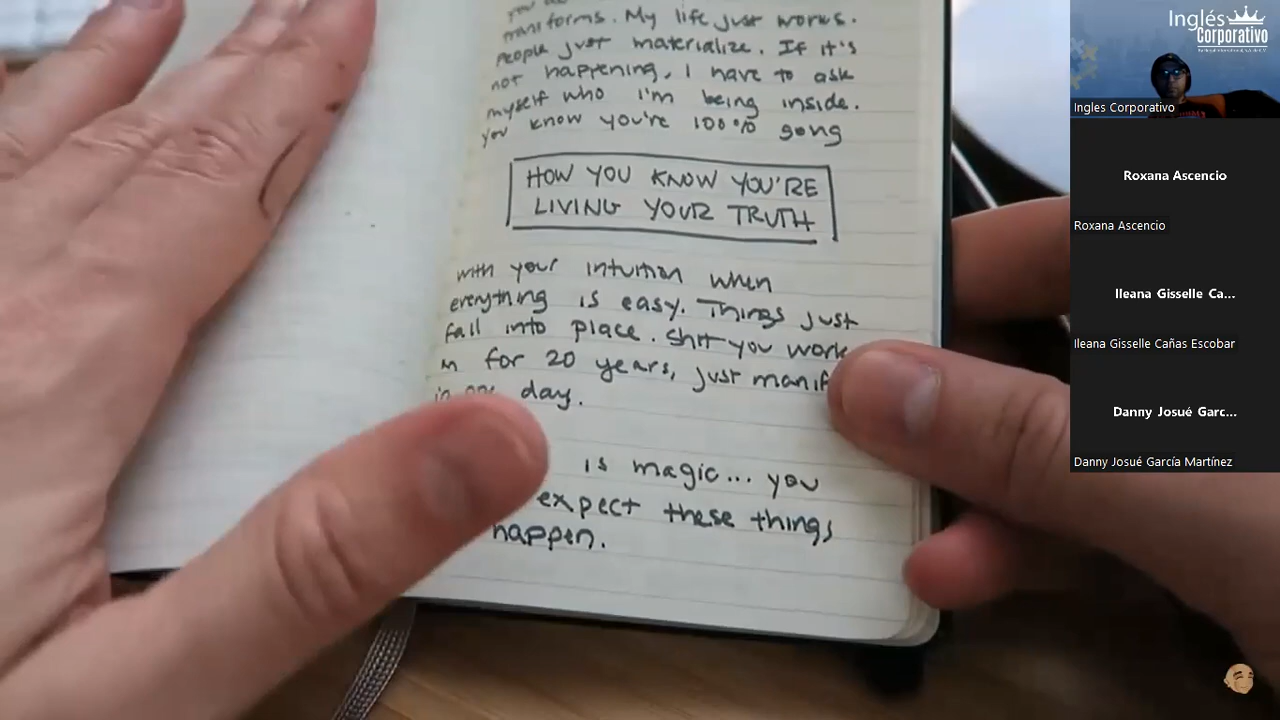 transforms. My life just works.
People just materialize. If it's
not happening, I have to ask
myself who I'm being inside.
you know you're 100% gong
HOW YOU KNOW YOU'RE
LIVING YOUR TRUTH
with your intuition when
everything is easy. Things just
fall into place. Shit you work
for 20 years, just manif
day.
is magic... you
expect these things
happen.
Inglés
Corporativo
Ingles Corporativo
Roxana Ascencio
Roxana Ascencio
Ileana Gisselle Ca...
Ileana Gisselle Cañas Escobar
Danny Josué Garc...
Danny Josué García Martínez